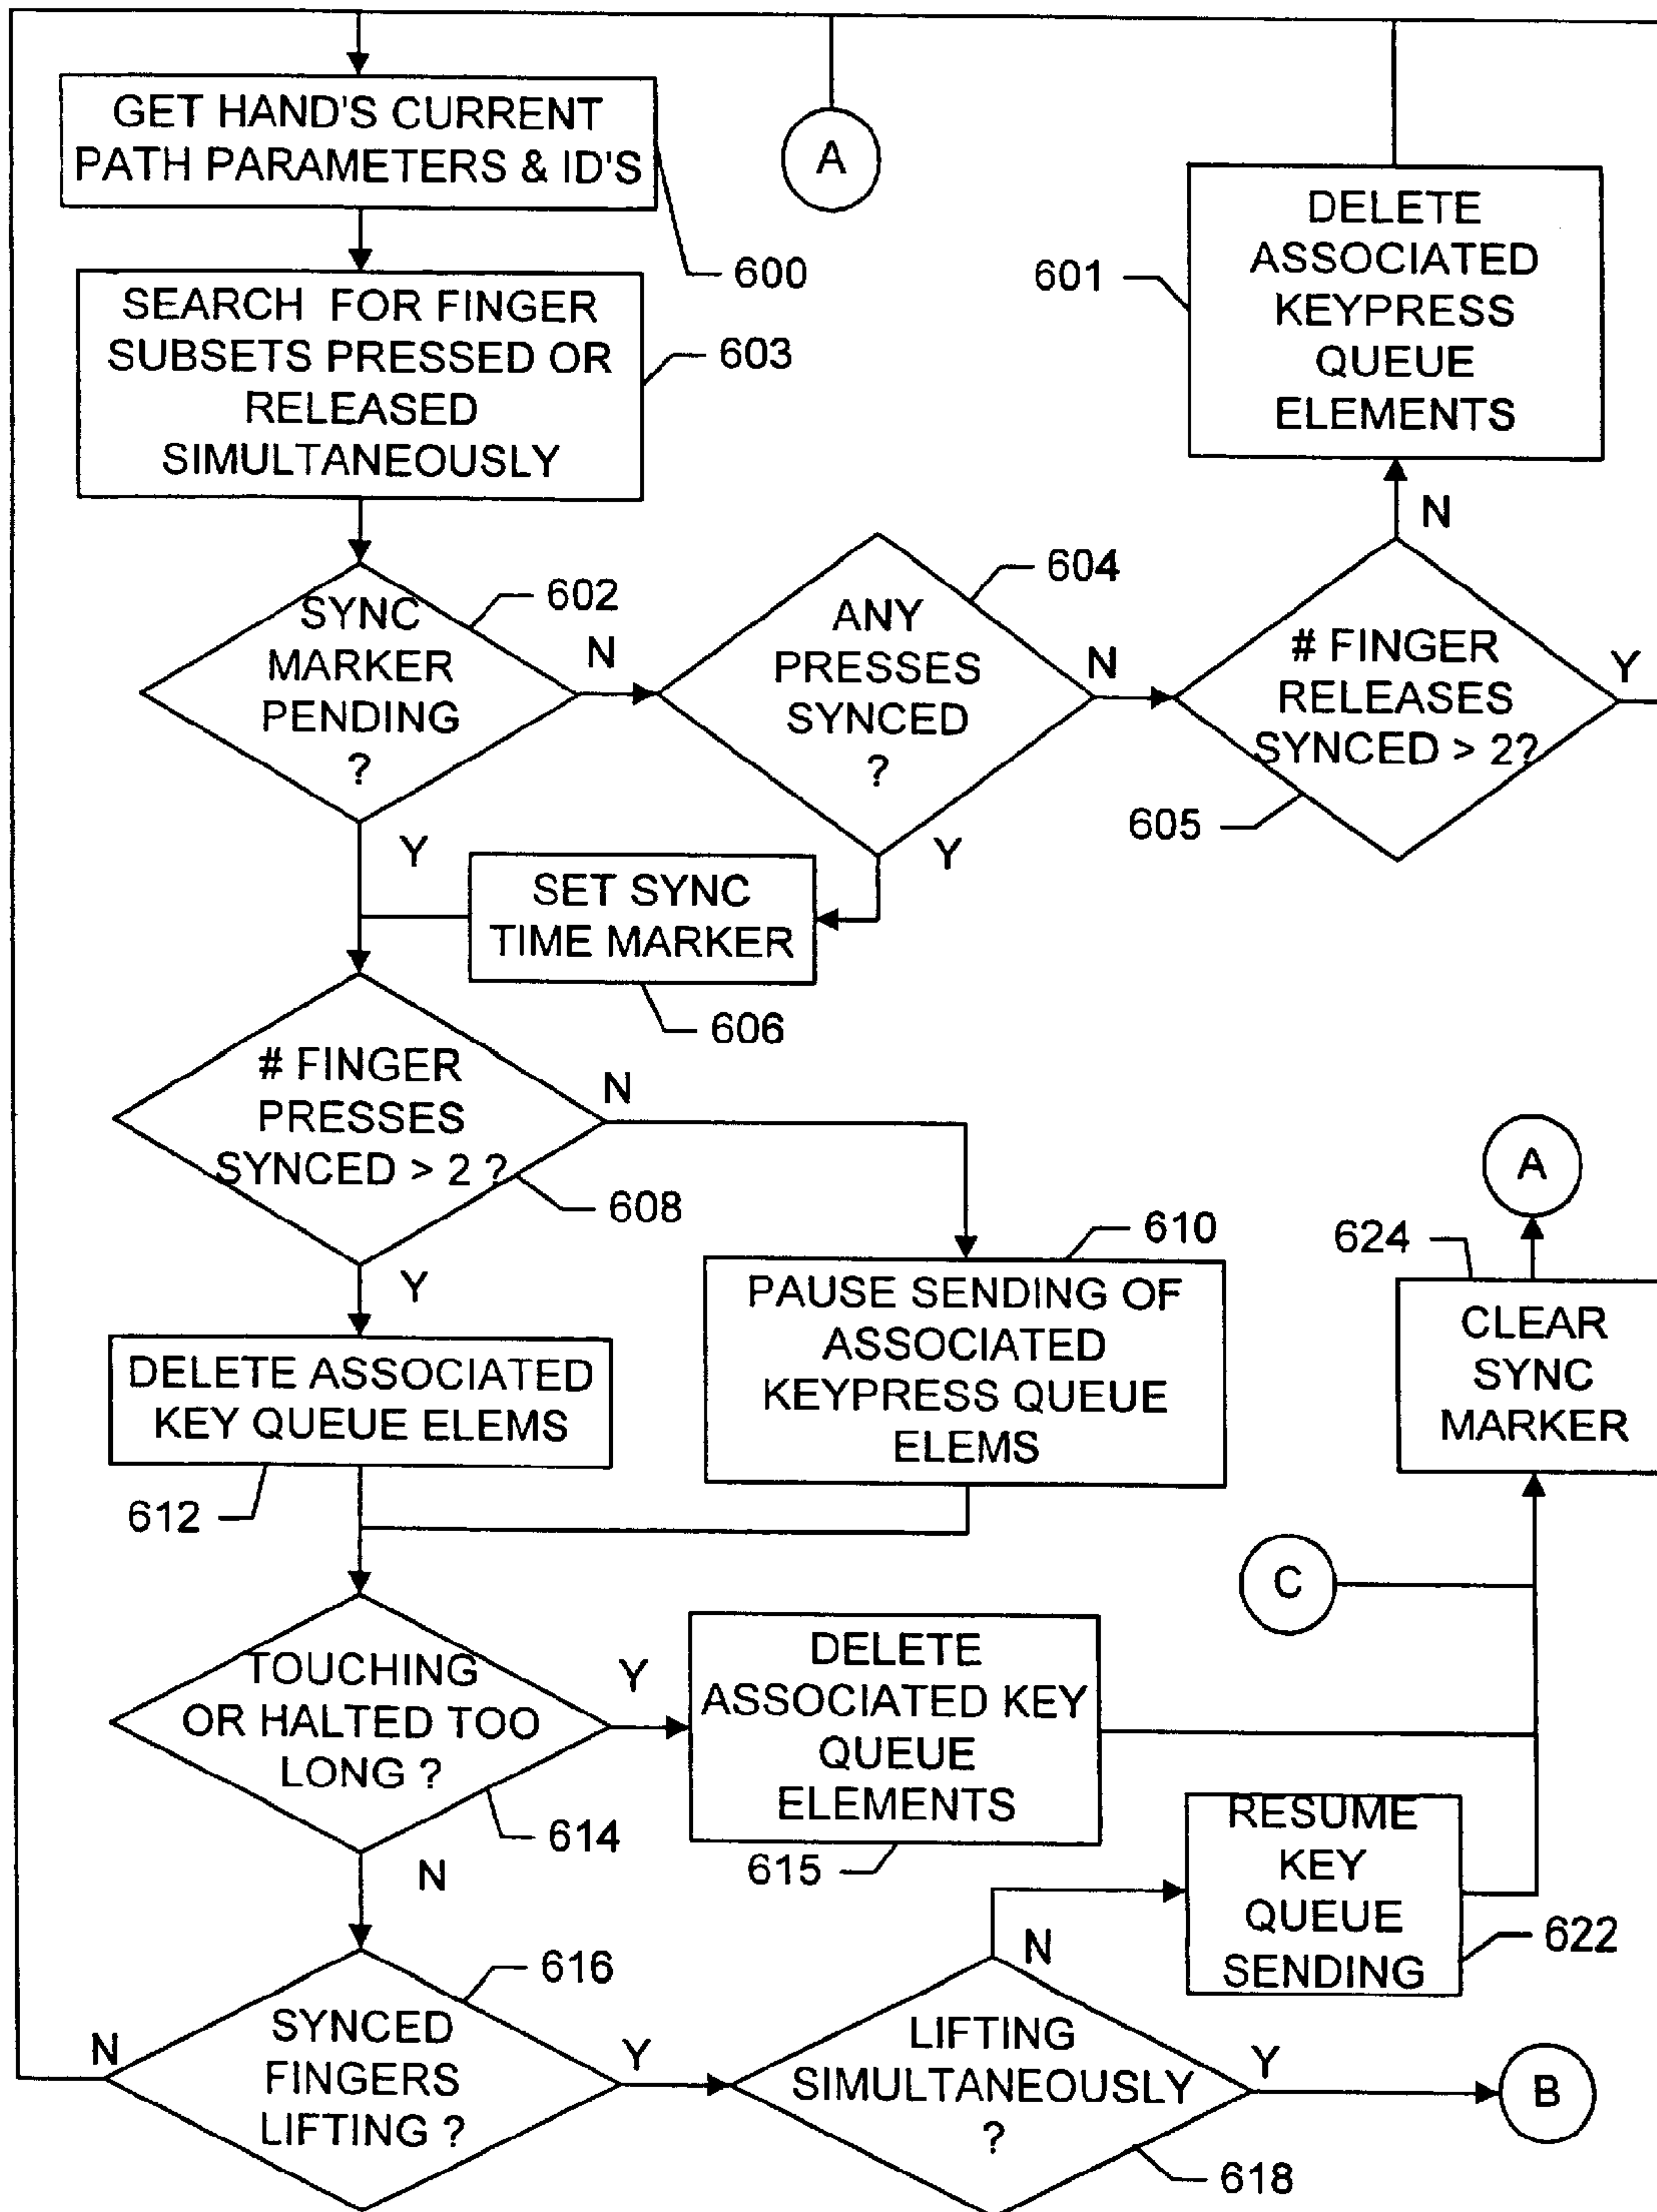 GET HAND'S CURRENT
PATH PARAMETERS & ID'S
600
A
SEARCH FOR FINGER
SUBSETS PRESSED OR
RELEASED
SIMULTANEOUSLY
603
DELETE
ASSOCIATED
KEYPRESS
QUEUE
ELEMENTS
601
N
SYNC
MARKER
PENDING
?
602
N
Y
ANY
PRESSES
SYNCED
?
604
N
Y
# FINGER
RELEASES
SYNCED > 2?
605
Y
SET SYNC
TIME MARKER
606
# FINGER
PRESSES
SYNCED > 2 ?
608
N
Y
610
PAUSE SENDING OF
ASSOCIATED
KEYPRESS QUEUE
ELEMS
DELETE ASSOCIATED
KEY QUEUE ELEMS
612
A
624
CLEAR
SYNC
MARKER
C
TOUCHING
OR HALTED TOO
LONG ?
614
Y
N
DELETE
ASSOCIATED KEY
QUEUE
ELEMENTS
615
RESUME
KEY
QUEUE
SENDING
622
616
SYNCED
FINGERS
LIFTING ?
N
Y
LIFTING
SIMULTANEOUSLY
?
618
N
Y
B